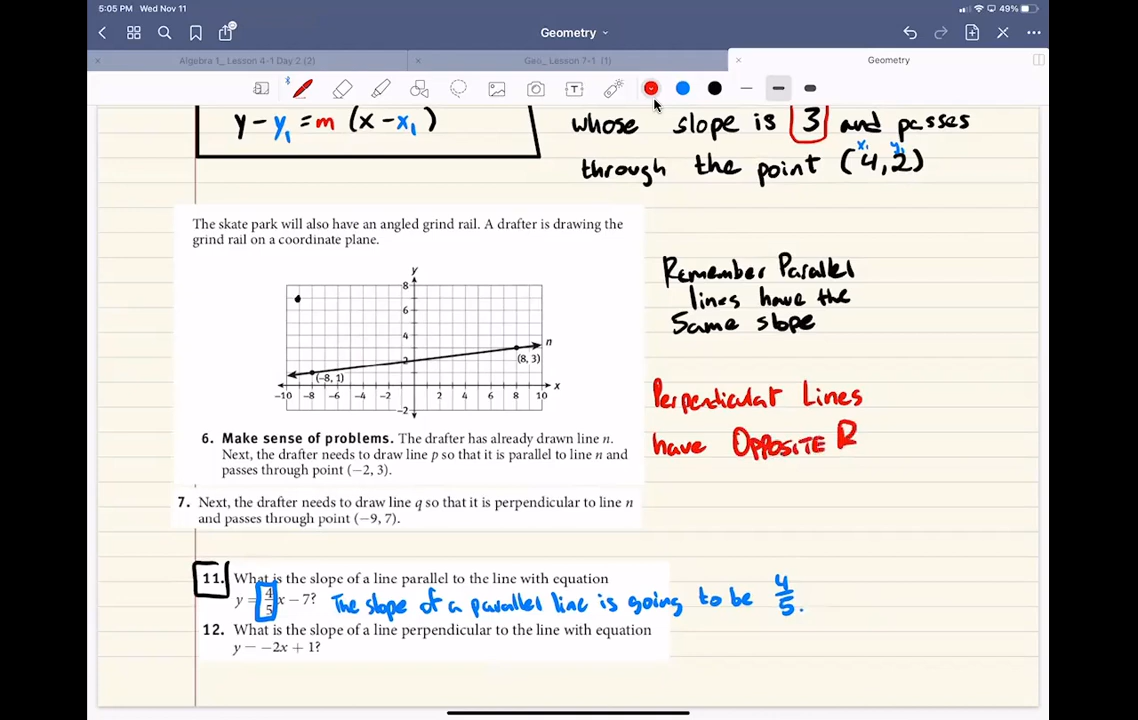 5:05 PM Wed Nov 11
49%
Geometry
Algebra 1_ Lesson 4-1 Day 2 (2)
Geo_ Lesson 7-1 (1)
Geometry
y - y₁ = m (x - x₁)
whose slope is 3 and passes
through the point (4, 2)
x₁ y₁
The skate park will also have an angled grind rail. A drafter is drawing the
grind rail on a coordinate plane.
y
8
6
4
2
n
(8, 3)
(−8, 1)
x
-10 -8 -6 -4 -2 2 4 6 8 10
-2
Remember Parallel
lines have the
Same slope
Perpendicular Lines
have OPPOSITE R
6. Make sense of problems. The drafter has already drawn line n.
Next, the drafter needs to draw line p so that it is parallel to line n and
passes through point (−2, 3).
7. Next, the drafter needs to draw line q so that it is perpendicular to line n
and passes through point (−9, 7).
11. What is the slope of a line parallel to the line with equation
y = 4/5 x − 7? The slope of a parallel line is going to be 4/5.
12. What is the slope of a line perpendicular to the line with equation
y = −2x + 1?